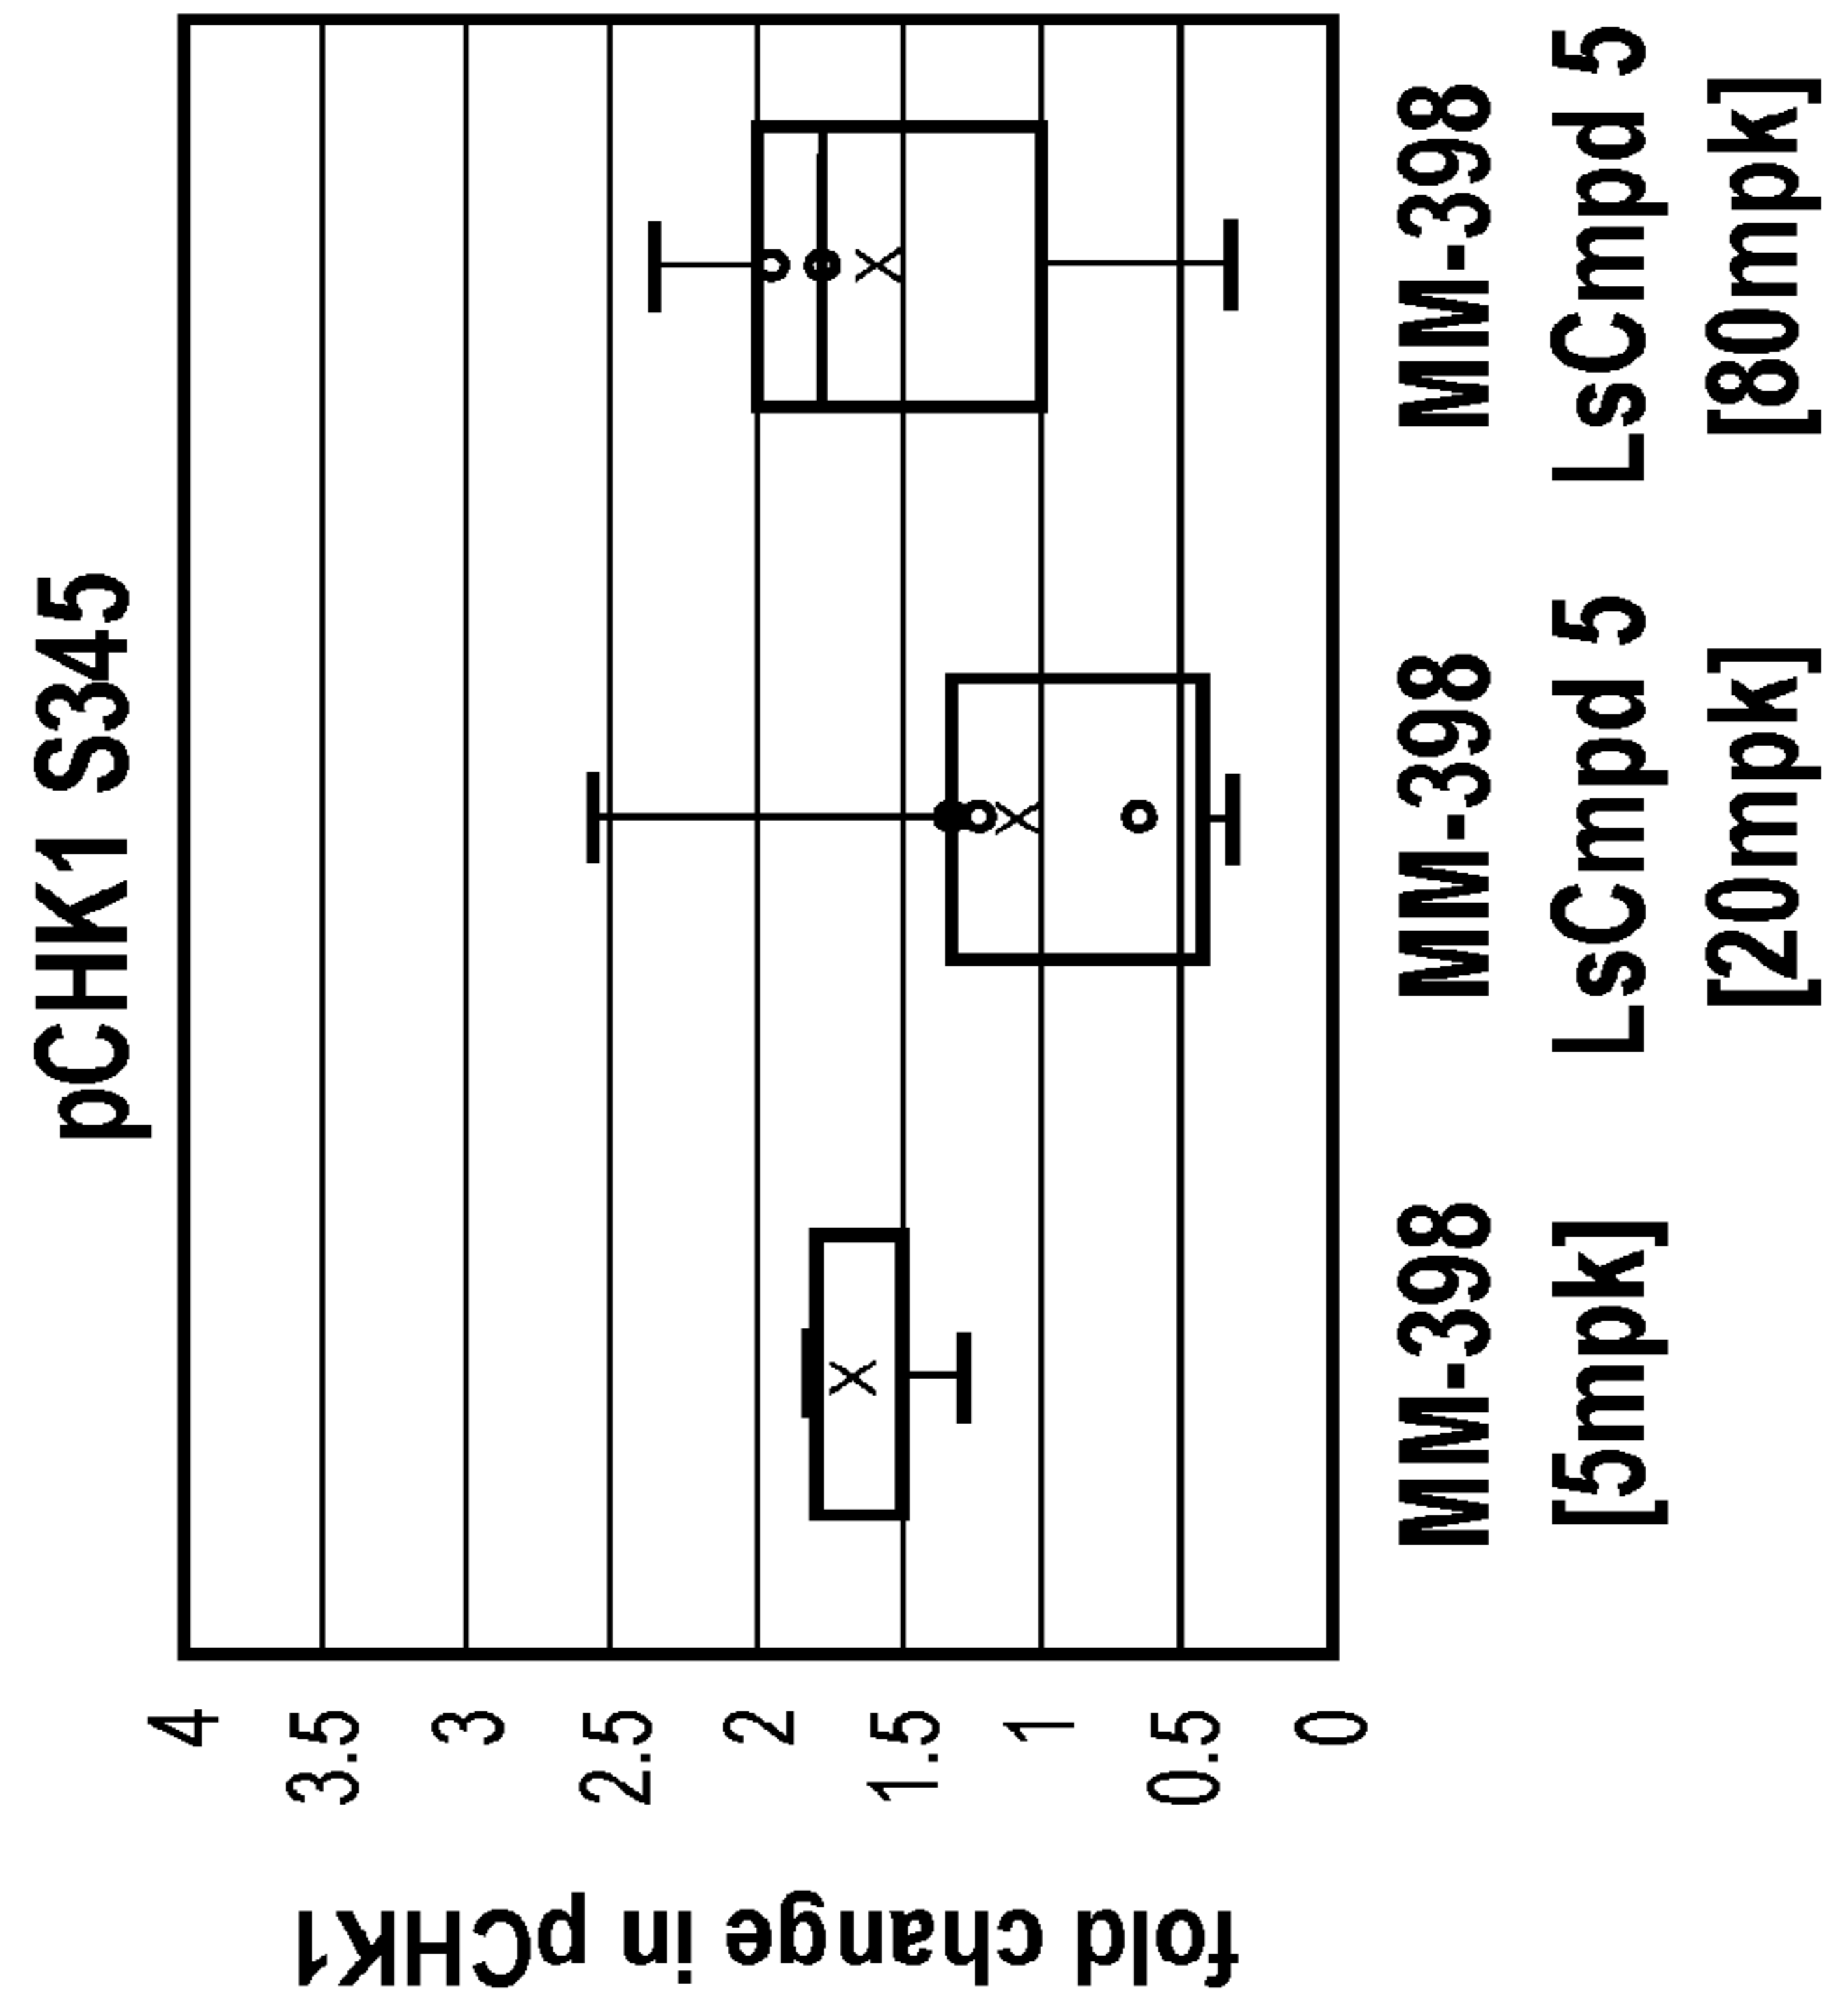 pCHK1 S345
fold change in pCHK1
4
3.5
3
2.5
2
1.5
1
0.5
0
MM-398
[5mpk]
MM-398
LsCmpd 5
[20mpk]
MM-398
LsCmpd 5
[80mpk]